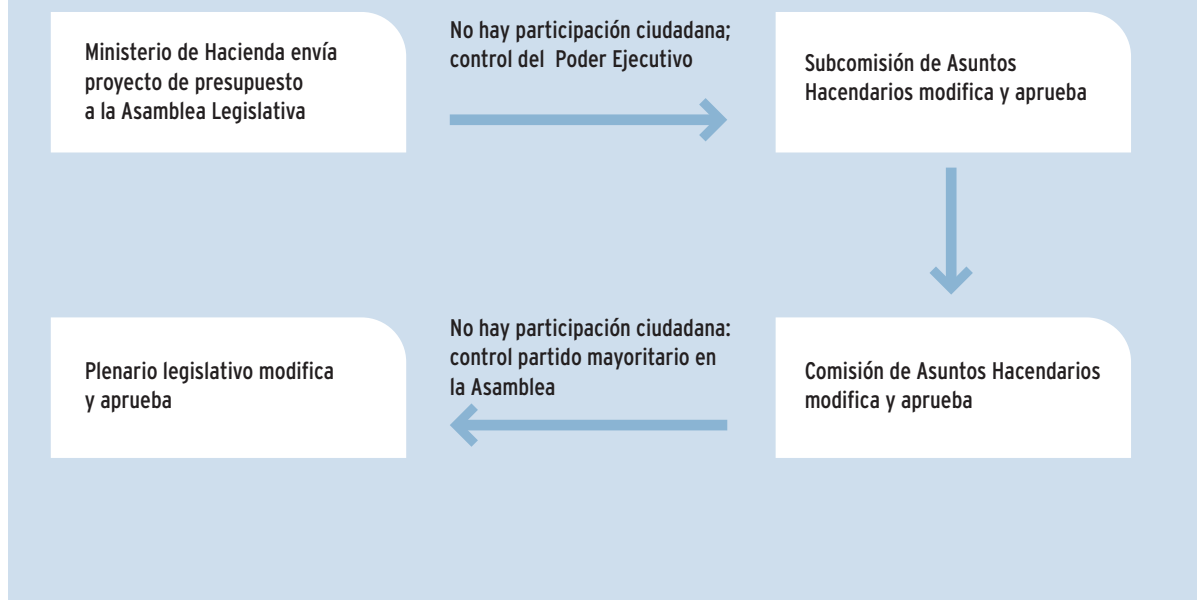 Ministerio de Hacienda envía
proyecto de presupuesto
a la Asamblea Legislativa
No hay participación ciudadana;
control del Poder Ejecutivo
Subcomisión de Asuntos
Hacendarios modifica y aprueba
Comisión de Asuntos Hacendarios
modifica y aprueba
No hay participación ciudadana:
control partido mayoritario en
la Asamblea
Plenario legislativo modifica
y aprueba